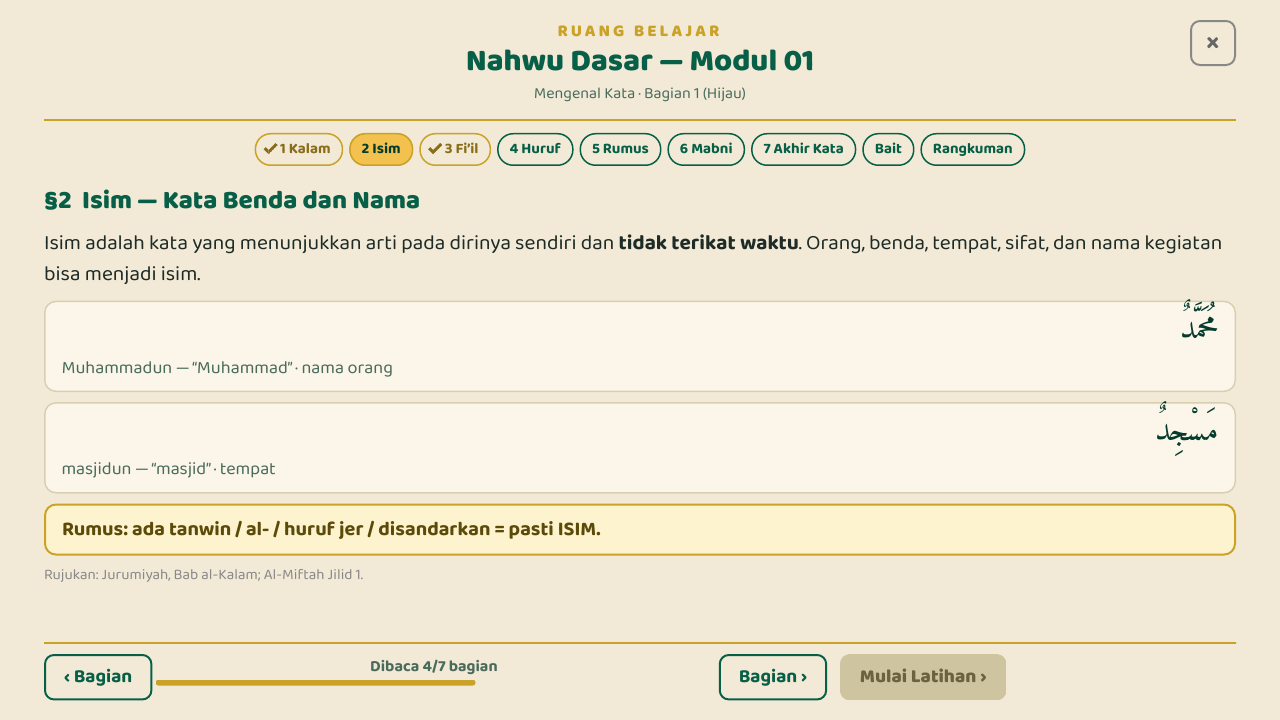 RUANG BELAJAR
Nahwu Dasar — Modul 01
Mengenal Kata · Bagian 1 (Hijau)
×
✓ 1 Kalam
2 Isim
✓ 3 Fi'il
4 Huruf
5 Rumus
6 Mabni
7 Akhir Kata
Bait
Rangkuman
§2 Isim — Kata Benda dan Nama
Isim adalah kata yang menunjukkan arti pada dirinya sendiri dan tidak terikat waktu. Orang, benda, tempat, sifat, dan nama kegiatan
bisa menjadi isim.
مُحَمَّدٌ
Muhammadun — “Muhammad” · nama orang
مَسْجِدٌ
masjidun — “masjid” · tempat
Rumus: ada tanwin / al- / huruf jer / disandarkan = pasti ISIM.
Rujukan: Jurumiyah, Bab al-Kalam; Al-Miftah Jilid 1.
‹ Bagian
Dibaca 4/7 bagian
Bagian ›
Mulai Latihan ›